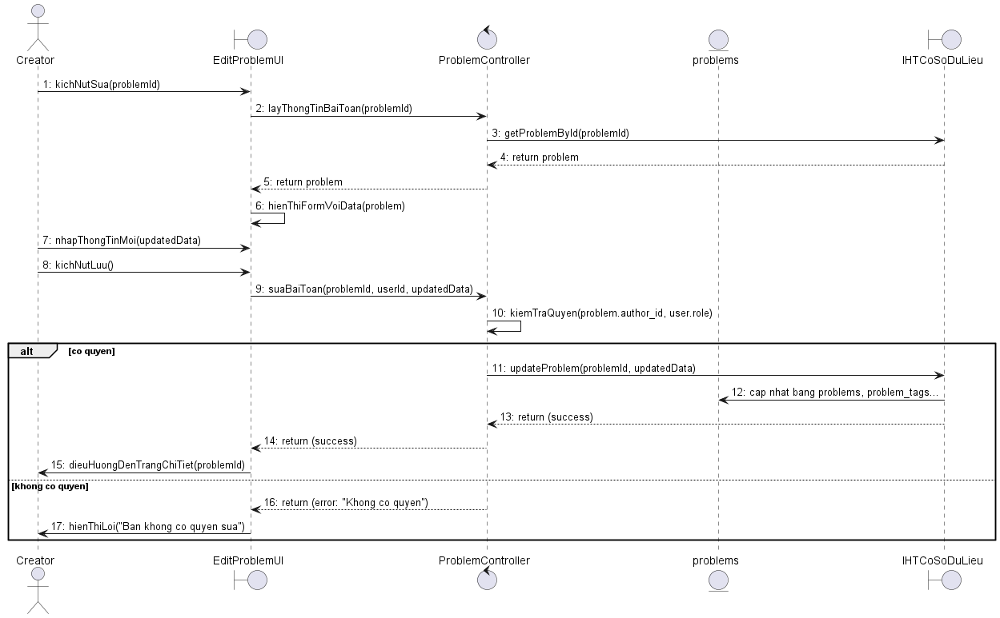 Creator
EditProblemUI
ProblemController
problems
IHTCoSoDuLieu
1: kichNutSua(problemId)
2: layThongTinBaiToan(problemId)
3: getProblemById(problemId)
4: return problem
5: return problem
6: hienThiFormVoiData(problem)
7: nhapThongTinMoi(updatedData)
8: kichNutLuu()
9: suaBaiToan(problemId, userId, updatedData)
10: kiemTraQuyen(problem.author_id, user.role)
alt [co quyen]
11: updateProblem(problemId, updatedData)
12: cap nhat bang problems, problem_tags...
13: return (success)
14: return (success)
15: dieuHuongDenTrangChiTiet(problemId)
[khong co quyen]
16: return (error: "Khong co quyen")
17: hienThiLoi("Ban khong co quyen sua")
Creator
EditProblemUI
ProblemController
problems
IHTCoSoDuLieu